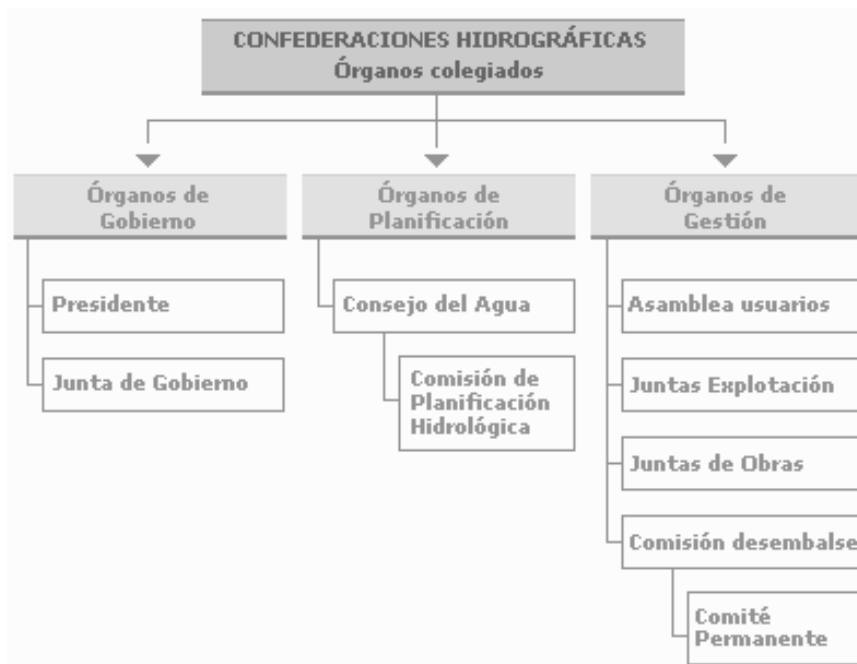 CONFEDERACIONES HIDROGRÁFICAS
Órganos colegiados
Órganos de
Gobierno
Presidente
Junta de Gobierno
Órganos de
Planificación
Consejo del Agua
Comisión de
Planificación
Hidrológica
Órganos de
Gestión
Asamblea usuarios
Juntas Explotación
Juntas de Obras
Comisión desembalse
Comité
Permanente